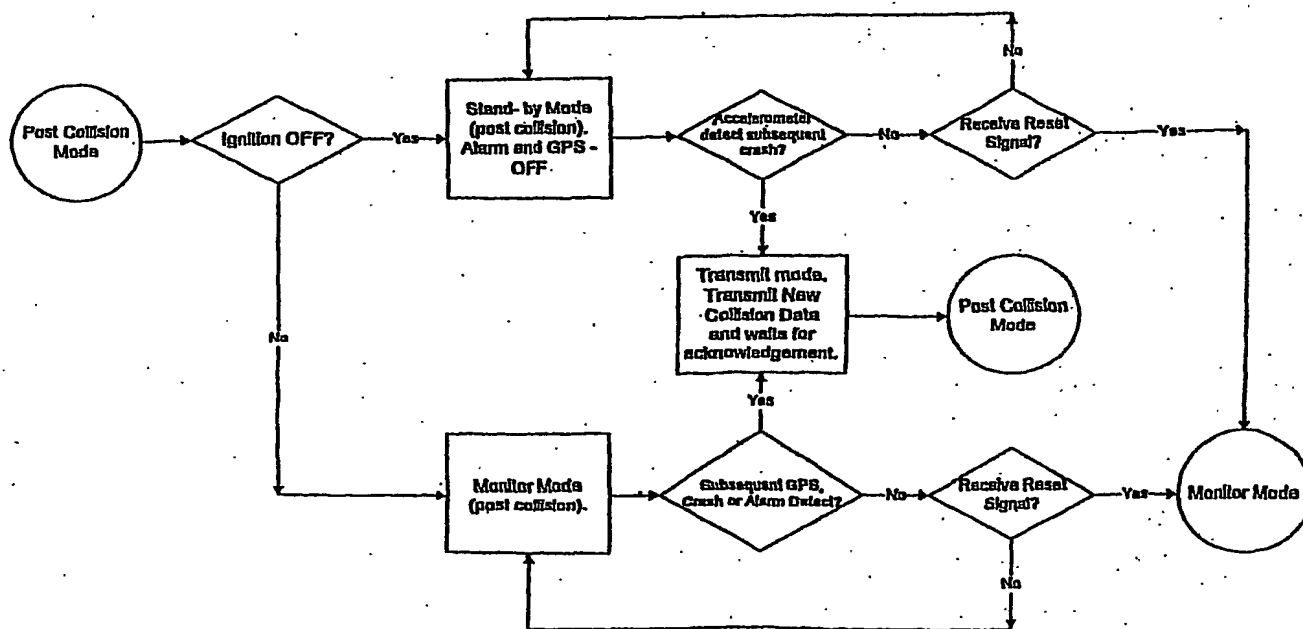 No
Post Collision
Mode
Ignition OFF?
Yes
Stand-by Mode
(post collision).
Alarm and GPS -
OFF
Accelerometer
detect subsequent
crash?
No
Receive Reset
Signal?
Yes
Yes
Transmit mode.
Transmit New
Collision Data
and waits for
acknowledgement.
Post Collision
Mode
No
Yes
Monitor Mode
(post collision).
Subsequent GPS,
Crash or Alarm Detect?
No
Receive Reset
Signal?
Yes
Monitor Mode
No